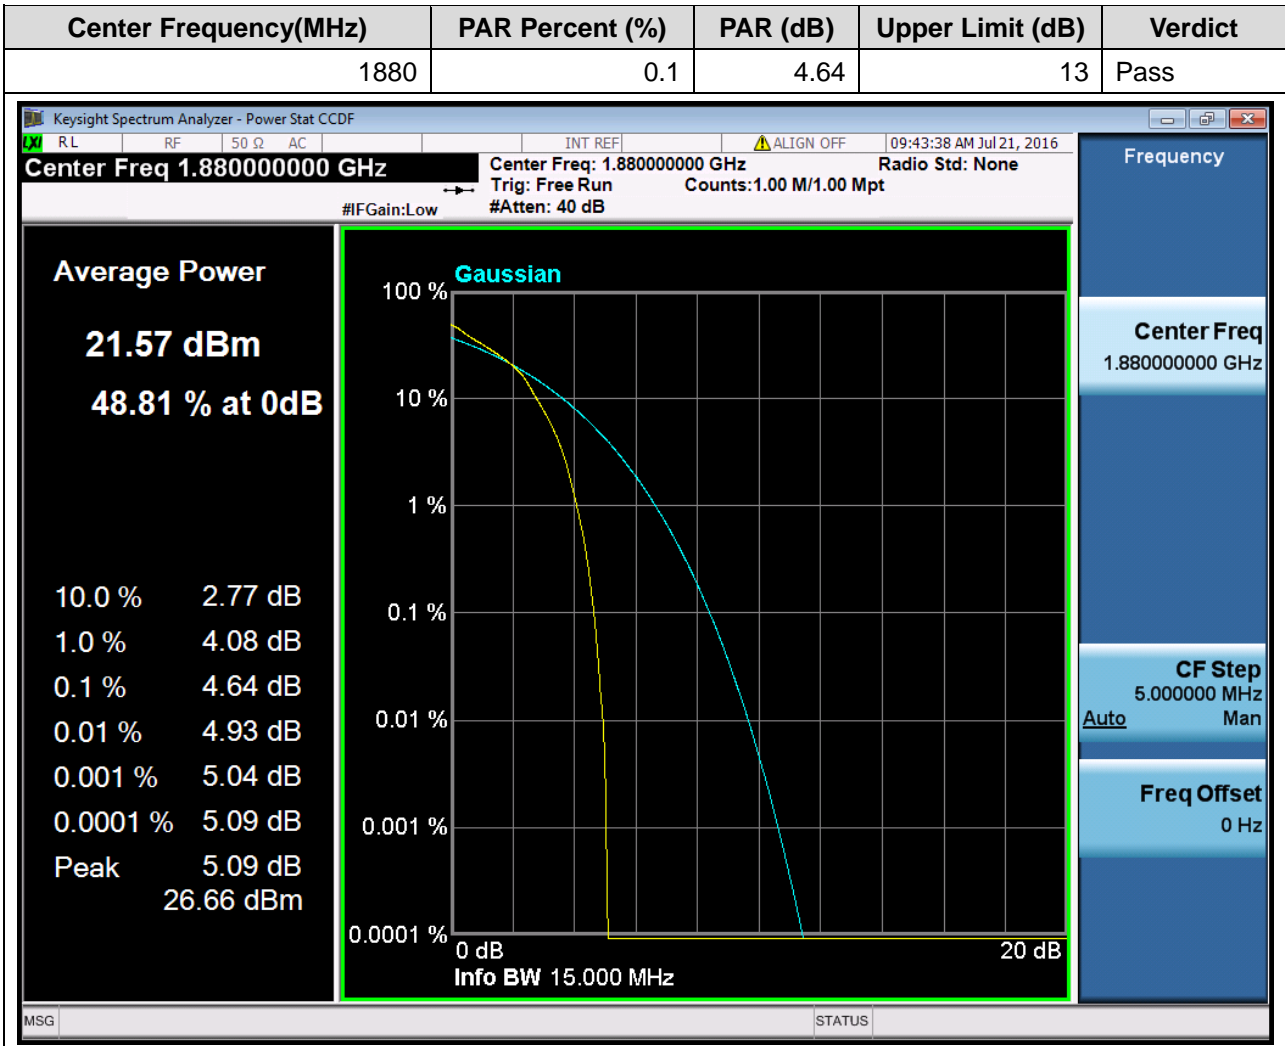 Center Frequency(MHz) PAR Percent (%) PAR (dB) Upper Limit (dB) Verdict
1880 0.1 4.64 13 Pass
Keysight Spectrum Analyzer - Power Stat CCDF
LXI RL RF 50 Ω AC INT REF ALIGN OFF 09:43:38 AM Jul 21, 2016
Center Freq 1.880000000 GHz
Center Freq: 1.880000000 GHz Radio Std: None
Trig: Free Run Counts:1.00 M/1.00 Mpt
#IFGain:Low #Atten: 40 dB
Frequency
Average Power
21.57 dBm
48.81 % at 0dB
10.0 % 2.77 dB
1.0 % 4.08 dB
0.1 % 4.64 dB
0.01 % 4.93 dB
0.001 % 5.04 dB
0.0001 % 5.09 dB
Peak 5.09 dB
26.66 dBm
Gaussian
100 %
10 %
1 %
0.1 %
0.01 %
0.001 %
0.0001 %
0 dB 20 dB
Info BW 15.000 MHz
Center Freq
1.880000000 GHz
CF Step
5.000000 MHz
Auto Man
Freq Offset
0 Hz
MSG STATUS